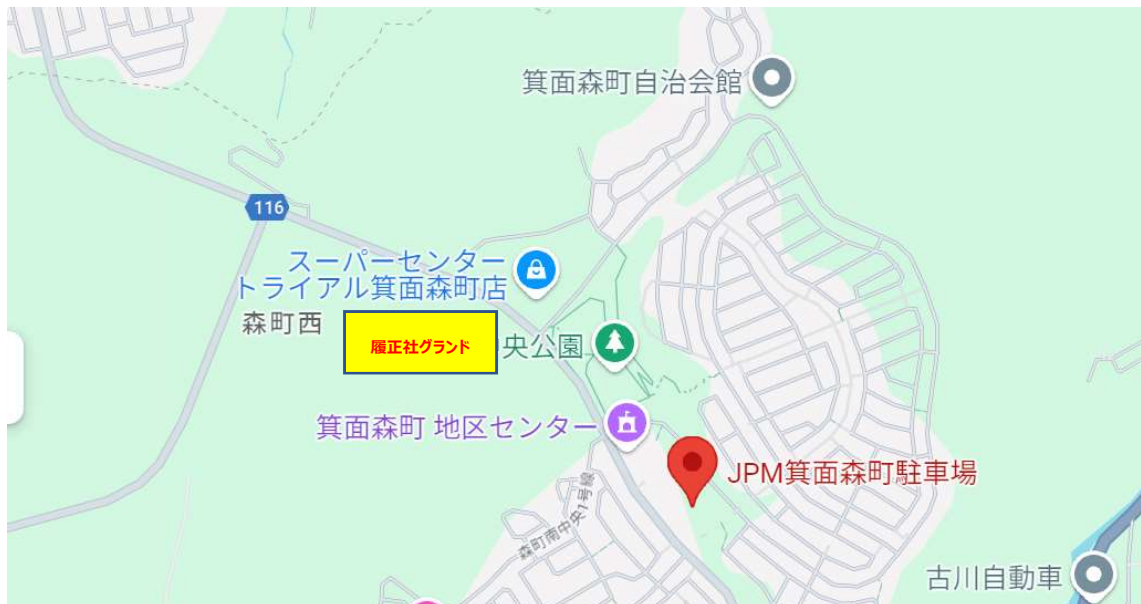 箕面森町自治会館
116
スーパーセンター
トライアル箕面森町店
森町西
履正社グランド
央公園
箕面森町 地区センター
JPM箕面森町駐車場
森町南中央1号線
古川自動車